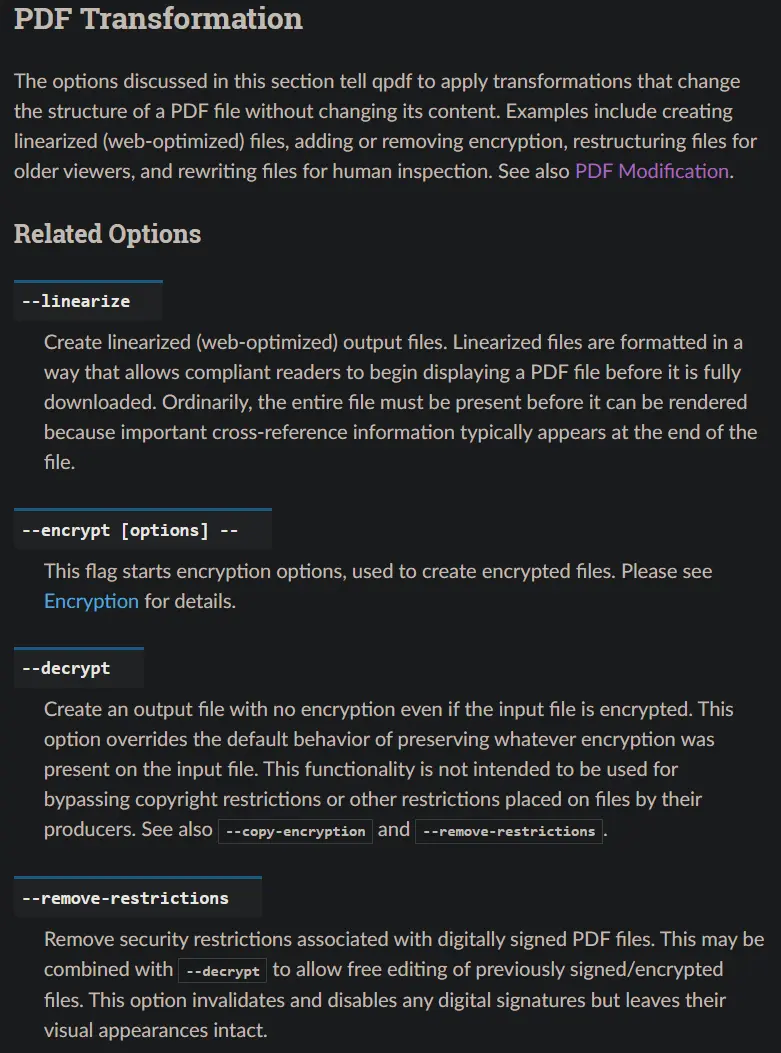 PDF Transformation
The options discussed in this section tell qpdf to apply transformations that change
the structure of a PDF file without changing its content. Examples include creating
linearized (web-optimized) files, adding or removing encryption, restructuring files for
older viewers, and rewriting files for human inspection. See also PDF Modification.
Related Options
--linearize
Create linearized (web-optimized) output files. Linearized files are formatted in a
way that allows compliant readers to begin displaying a PDF file before it is fully
downloaded. Ordinarily, the entire file must be present before it can be rendered
because important cross-reference information typically appears at the end of the
file.
--encrypt [options] --
This flag starts encryption options, used to create encrypted files. Please see
Encryption for details.
--decrypt
Create an output file with no encryption even if the input file is encrypted. This
option overrides the default behavior of preserving whatever encryption was
present on the input file. This functionality is not intended to be used for
bypassing copyright restrictions or other restrictions placed on files by their
producers. See also --copy-encryption and --remove-restrictions.
--remove-restrictions
Remove security restrictions associated with digitally signed PDF files. This may be
combined with --decrypt to allow free editing of previously signed/encrypted
files. This option invalidates and disables any digital signatures but leaves their
visual appearances intact.